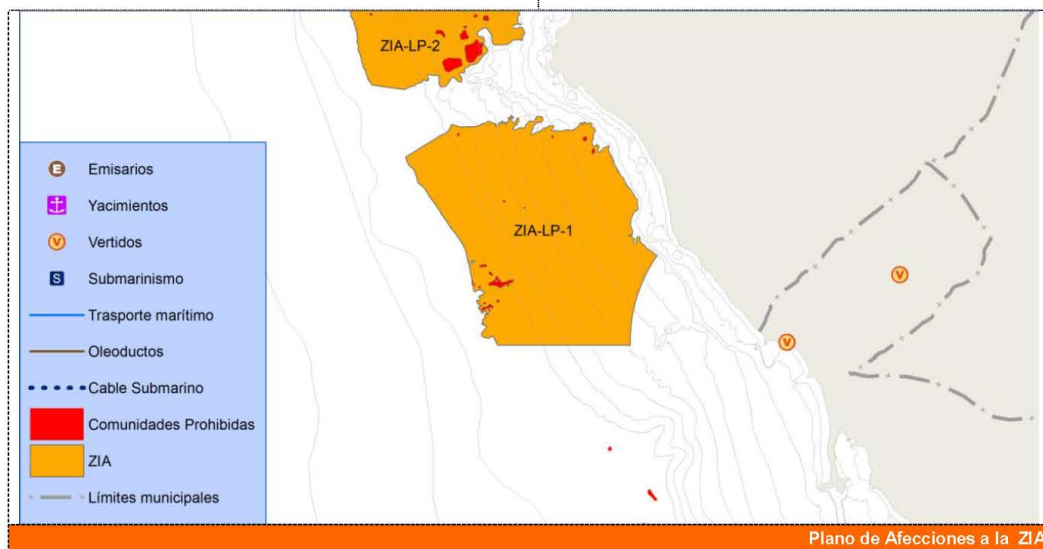 ZIA-LP-2
ZIA-LP-1
E Emisarios
Yacimientos
V Vertidos
S Submarinismo
Trasporte marítimo
Oleoductos
Cable Submarino
Comunidades Prohibidas
ZIA
Límites municipales
V
V
Plano de Afecciones a la ZIA